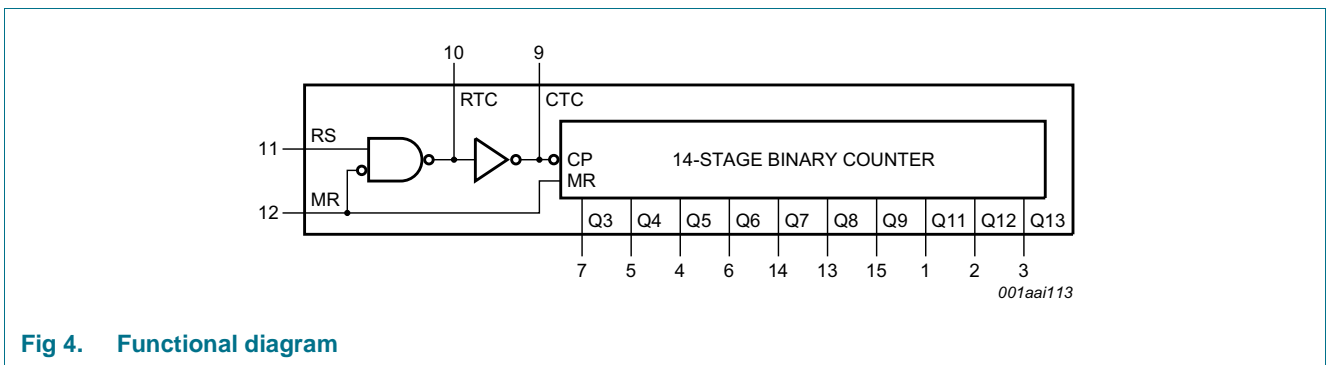 10 9
RTC CTC
11 RS
CP 14-STAGE BINARY COUNTER
MR
12 MR
Q3 Q4 Q5 Q6 Q7 Q8 Q9 Q11 Q12 Q13
7 5 4 6 14 13 15 1 2 3
001aai113
Fig 4. Functional diagram